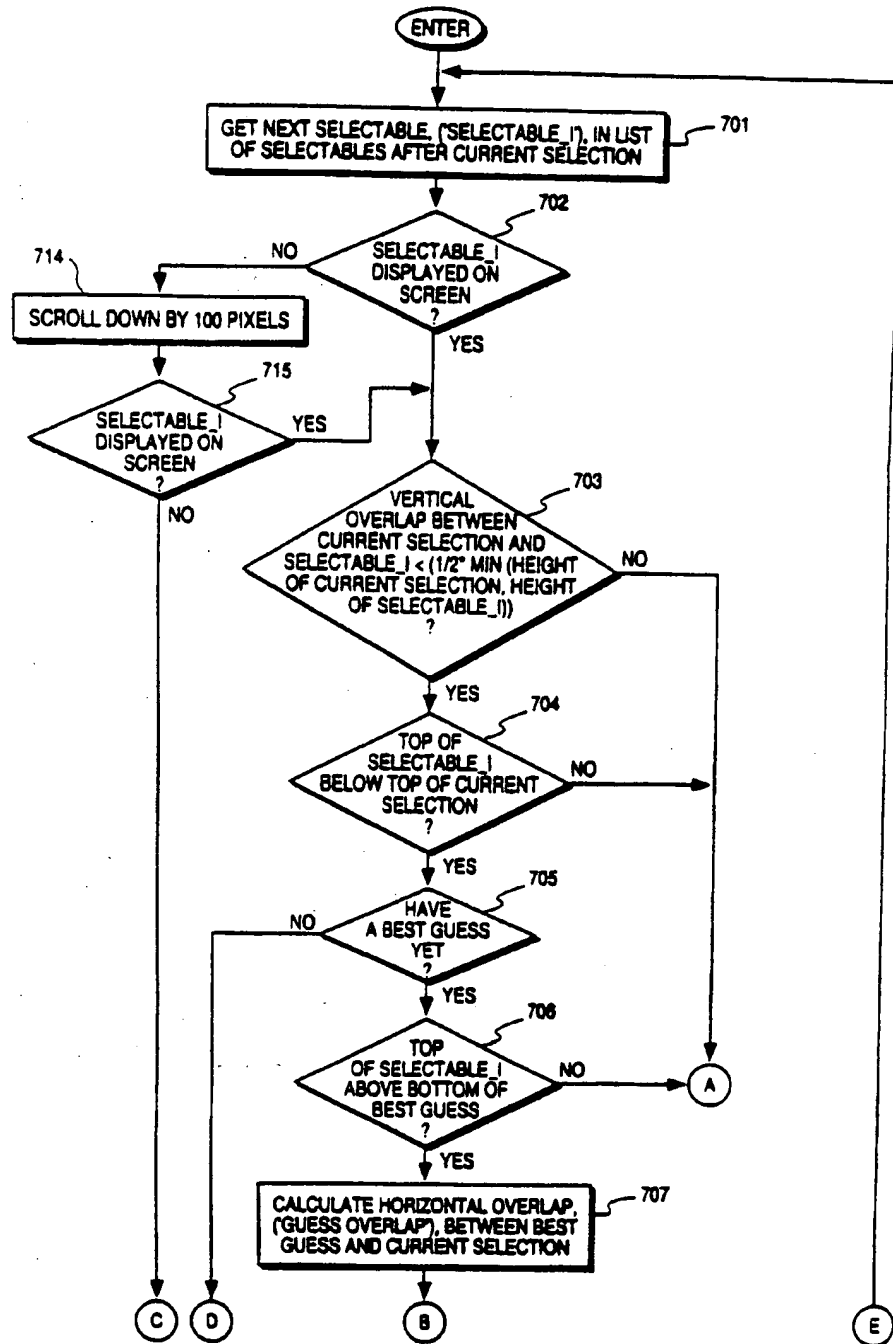 ENTER
GET NEXT SELECTABLE, ("SELECTABLE_I"), IN LIST
OF SELECTABLES AFTER CURRENT SELECTION
701
702
SELECTABLE_I
DISPLAYED ON
SCREEN
?
NO
YES
714
SCROLL DOWN BY 100 PIXELS
715
SELECTABLE_I
DISPLAYED ON
SCREEN
?
YES
NO
703
VERTICAL
OVERLAP BETWEEN
CURRENT SELECTION AND
SELECTABLE_I < (1/2* MIN (HEIGHT
OF CURRENT SELECTION, HEIGHT
OF SELECTABLE_I))
?
NO
YES
704
TOP OF
SELECTABLE_I
BELOW TOP OF CURRENT
SELECTION
?
NO
YES
705
HAVE
A BEST GUESS
YET
?
NO
YES
706
TOP
OF SELECTABLE_I
ABOVE BOTTOM OF
BEST GUESS
?
NO
A
YES
707
CALCULATE HORIZONTAL OVERLAP,
("GUESS OVERLAP"), BETWEEN BEST
GUESS AND CURRENT SELECTION
C
D
B
E